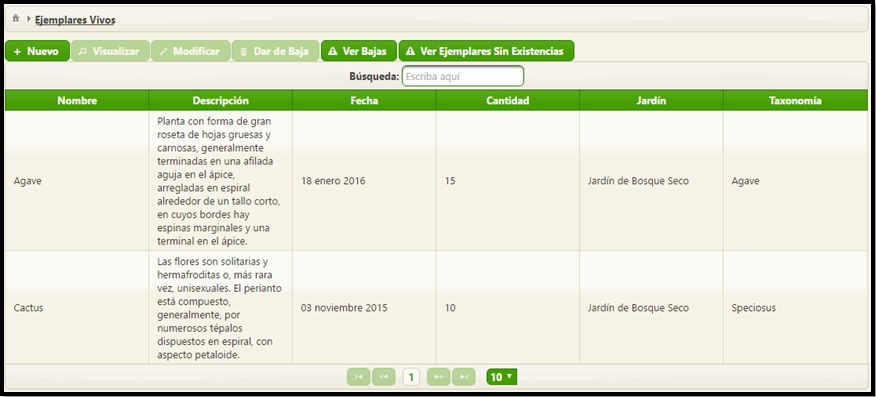 Ejemplares Vivos
+ Nuevo Visualizar Modificar Dar de Baja Ver Bajas Ver Ejemplares Sin Existencias
Búsqueda: Escriba aquí
Nombre Descripción Fecha Cantidad Jardín Taxonomía
Planta con forma de gran
roseta de hojas gruesas y
carnosas, generalmente
terminadas en una afilada
aguja en el ápice,
Agave 18 enero 2016 15 Jardín de Bosque Seco Agave
arregladas en espiral
alrededor de un tallo corto,
en cuyos bordes hay
espinas marginales y una
terminal en el ápice.
Las flores son solitarias y
hermafroditas o, más rara
vez, unisexuales. El perianto
está compuesto,
Cactus 03 noviembre 2015 10 Jardín de Bosque Seco Speciosus
generalmente, por
numerosos tépalos
dispuestos en espiral, con
aspecto petaloide.
1 10